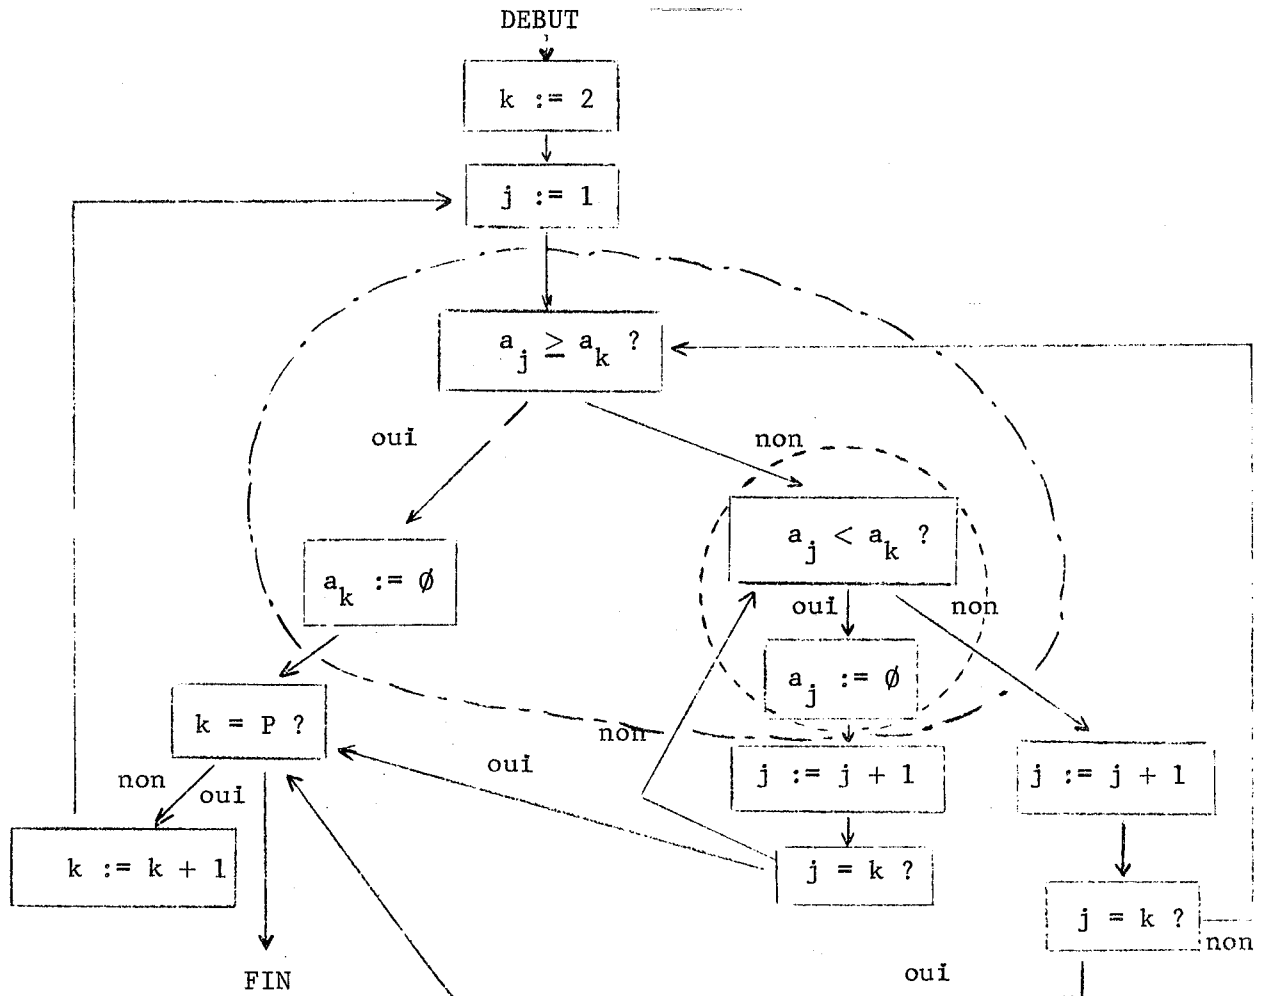 DEBUT
k := 2
j := 1
a_j ≥ a_k ?
oui
non
a_j < a_k ?
a_k := ∅
oui
non
a_j := ∅
k = P ?
non
oui
j := j + 1
j := j + 1
non
oui
k := k + 1
j = k ?
j = k ?
non
FIN
oui